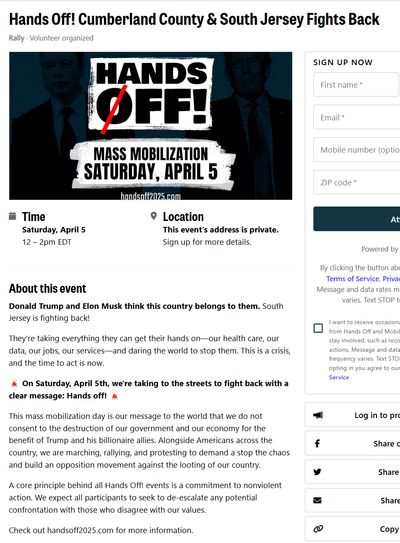 Hands Off! Cumberland County & South Jersey Fights Back
Rally · Volunteer organized
HANDS
OFF!
MASS MOBILIZATION
SATURDAY, APRIL 5
handsoff2025.com
Time
Saturday, April 5
12 – 2pm EDT
Location
This event's address is private.
Sign up for more details.
About this event
Donald Trump and Elon Musk think this country belongs to them. South
Jersey is fighting back!
They're taking everything they can get their hands on—our health care, our
data, our jobs, our services—and daring the world to stop them. This is a crisis,
and the time to act is now.
On Saturday, April 5th, we're taking to the streets to fight back with a
clear message: Hands off!
This mass mobilization day is our message to the world that we do not
consent to the destruction of our government and our economy for the
benefit of Trump and his billionaire allies. Alongside Americans across the
country, we are marching, rallying, and protesting to demand a stop the chaos
and build an opposition movement against the looting of our country.
A core principle behind all Hands Off! events is a commitment to nonviolent
action. We expect all participants to seek to de-escalate any potential
confrontation with those who disagree with our values.
Check out handsoff2025.com for more information.
SIGN UP NOW
First name *
Email *
Mobile number (optio
ZIP code *
Att
Powered by
By clicking the button abo
Terms of Service, Privac
Message and data rates m
varies. Text STOP to
I want to receive occasiona
from Hands Off and Mobili
stay involved, such as reco
actions. Message and data
frequency varies. Text STOP
opting in you agree to our
Service
Log in to pro
Share o
Share
Share
Copy